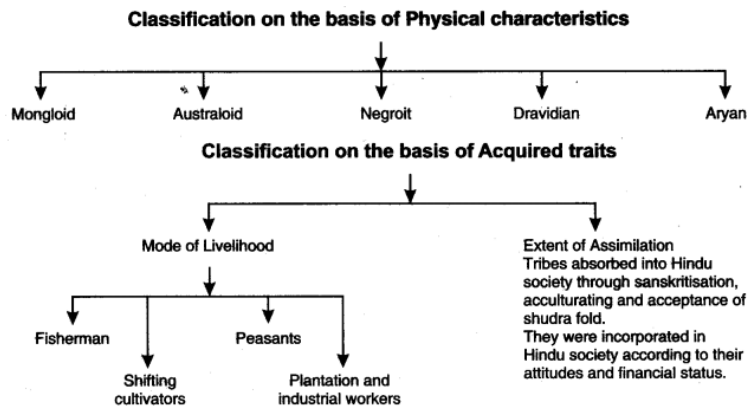 Classification on the basis of Physical characteristics
Mongloid Australoid Negroit Dravidian Aryan
Classification on the basis of Acquired traits
Mode of Livelihood
Fisherman
Peasants
Shifting
cultivators
Plantation and
industrial workers
Extent of Assimilation
Tribes absorbed into Hindu
society through sanskritisation,
acculturating and acceptance of
shudra fold.
They were incorporated in
Hindu society according to their
attitudes and financial status.